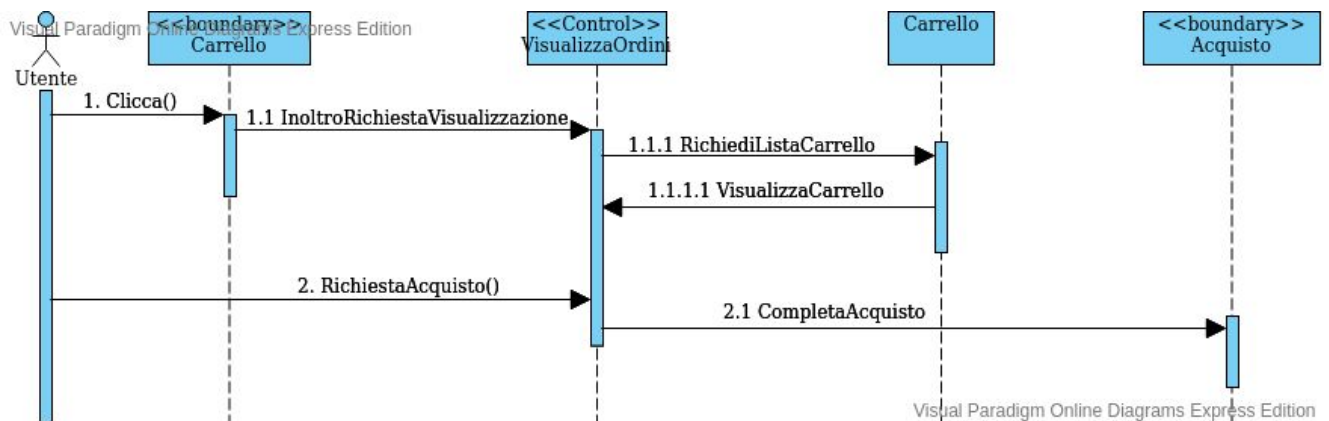 Visual Paradigm Online Diagrams Express Edition
<<boundary>>
Carrello
<<Control>>
VisualizzaOrdini
Carrello
<<boundary>>
Acquisto
Utente
1. Clicca()
1.1 InoltroRichiestaVisualizzazione
1.1.1 RichiediListaCarrello
1.1.1.1 VisualizzaCarrello
2. RichiestaAcquisto()
2.1 CompletaAcquisto
Visual Paradigm Online Diagrams Express Edition